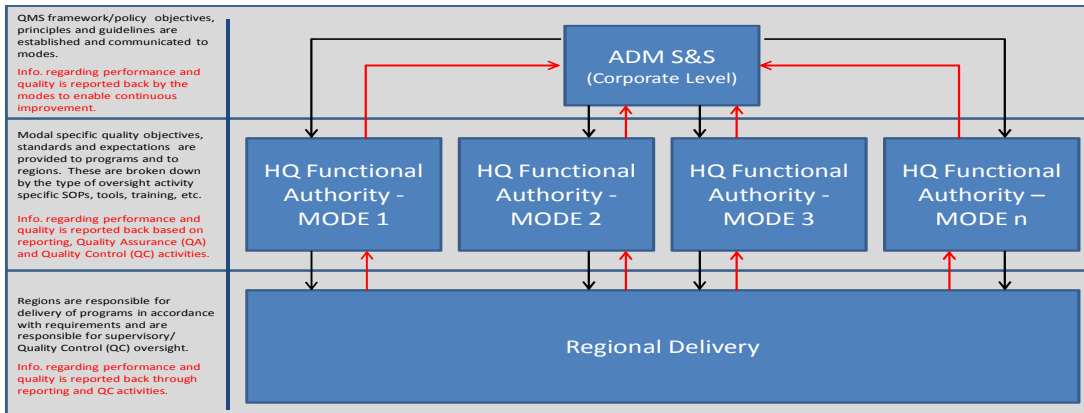 QMS framework/policy objectives,
principles and guidelines are
established and communicated to
modes.
Info. regarding performance and
quality is reported back by the
modes to enable continuous
improvement.
ADM S&S
(Corporate Level)
Modal specific quality objectives,
standards and expectations are
provided to programs and to
regions. These are broken down
by the type of oversight activity
specific SOPs, tools, training, etc.
Info. regarding performance and
quality is reported back based on
reporting, Quality Assurance (QA)
and Quality Control (QC) activities.
HQ Functional
Authority -
MODE 1
HQ Functional
Authority -
MODE 2
HQ Functional
Authority -
MODE 3
HQ Functional
Authority –
MODE n
Regions are responsible for
delivery of programs in accordance
with requirements and are
responsible for supervisory/
Quality Control (QC) oversight.
Info. regarding performance and
quality is reported back through
reporting and QC activities.
Regional Delivery